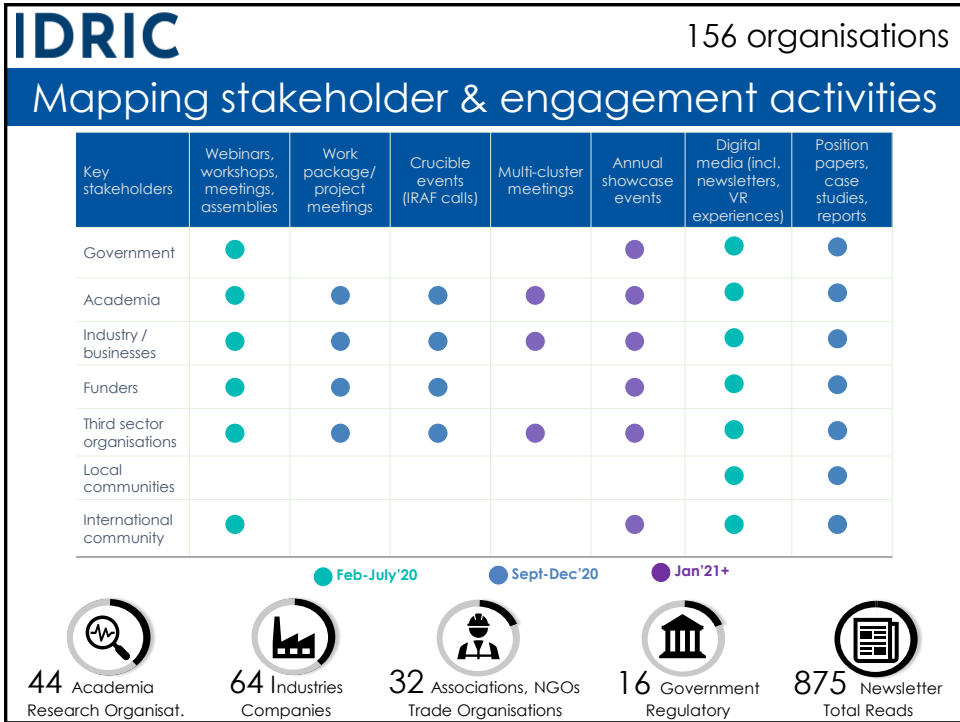 IDRIC
156 organisations
Mapping stakeholder & engagement activities
Key
stakeholders
Webinars,
workshops,
meetings,
assemblies
Work
package/
project
meetings
Crucible
events
(IRAF calls)
Multi-cluster
meetings
Annual
showcase
events
Digital
media (incl.
newsletters,
VR
experiences)
Position
papers,
case
studies,
reports
Government
Academia
Industry /
businesses
Funders
Third sector
organisations
Local
communities
International
community
Feb-July'20
Sept-Dec'20
Jan'21+
44 Academia
Research Organisat.
64 Industries
Companies
32 Associations, NGOs
Trade Organisations
16 Government
Regulatory
875 Newsletter
Total Reads